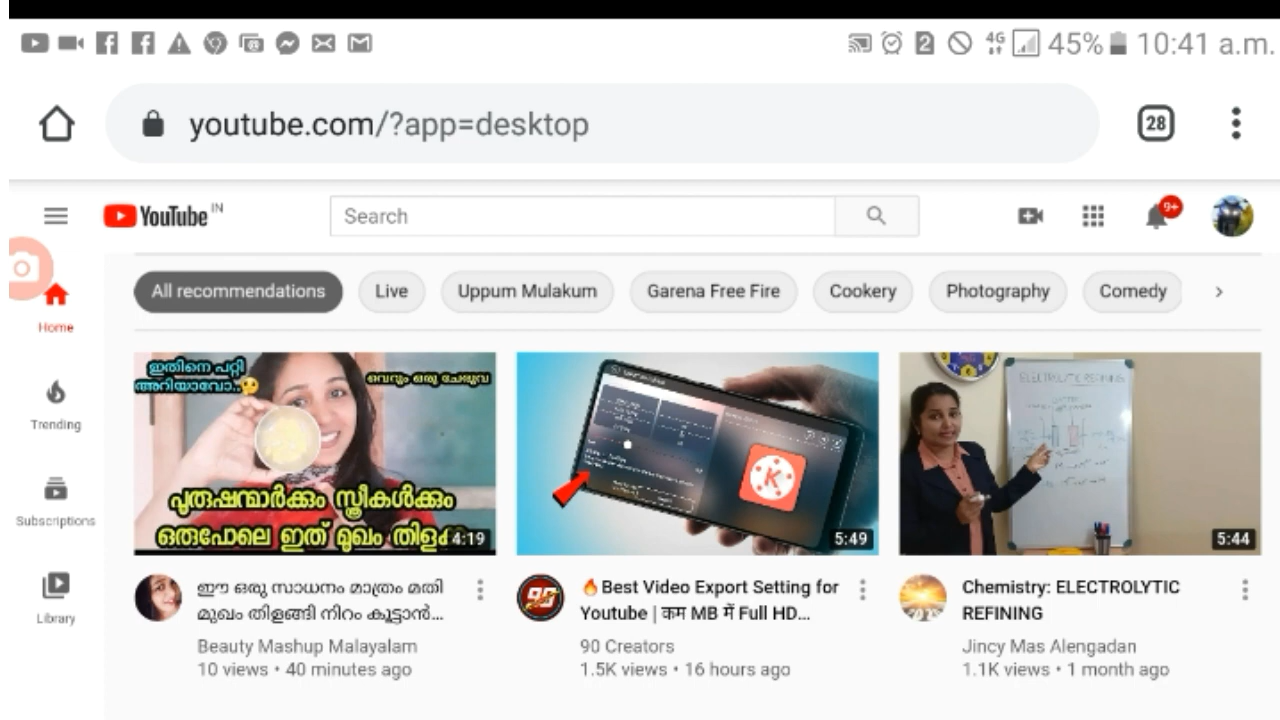 45% 10:41 a.m.
youtube.com/?app=desktop
28
YouTube IN
Search
9+
All recommendations
Live
Uppum Mulakum
Garena Free Fire
Cookery
Photography
Comedy
Home
Trending
Subscriptions
Library
ഇതിനെ പറ്റി
അറിയാവോ..
വെറും ഒരു ചേരുവ
പുരുഷന്മാർക്കും സ്ത്രീകൾക്കും
ഒരുപോലെ ഇത് മുഖം
4:19
K
5:49
ELECTROLYTIC REFINING
5:44
ഈ ഒരു സാധനം മാത്രം മതി
മുഖം തിളങ്ങി നിറം കൂട്ടാൻ...
Beauty Mashup Malayalam
10 views • 40 minutes ago
90
🔥Best Video Export Setting for
Youtube | कम MB में Full HD...
90 Creators
1.5K views • 16 hours ago
Chemistry: ELECTROLYTIC
REFINING
Jincy Mas Alengadan
1.1K views • 1 month ago